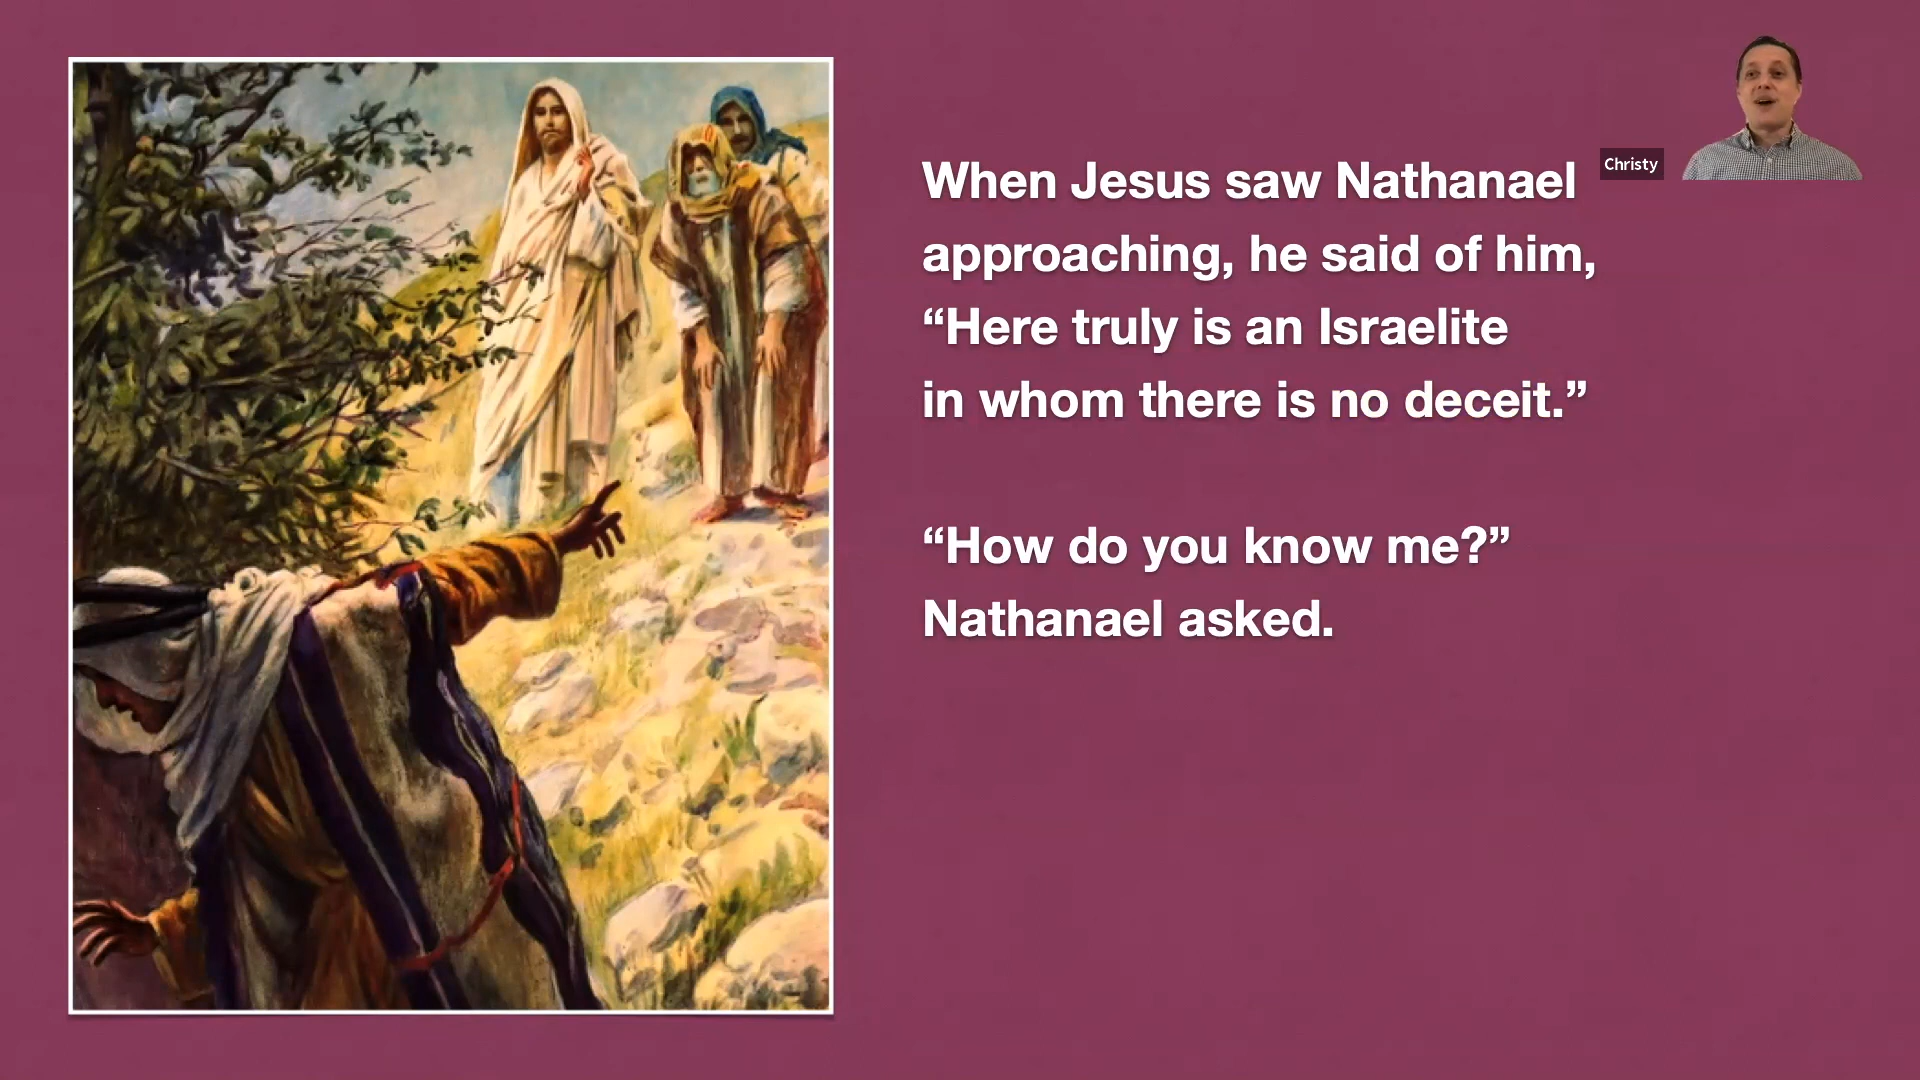 When Jesus saw Nathanael
approaching, he said of him,
“Here truly is an Israelite
in whom there is no deceit.”
“How do you know me?”
Nathanael asked.
Christy